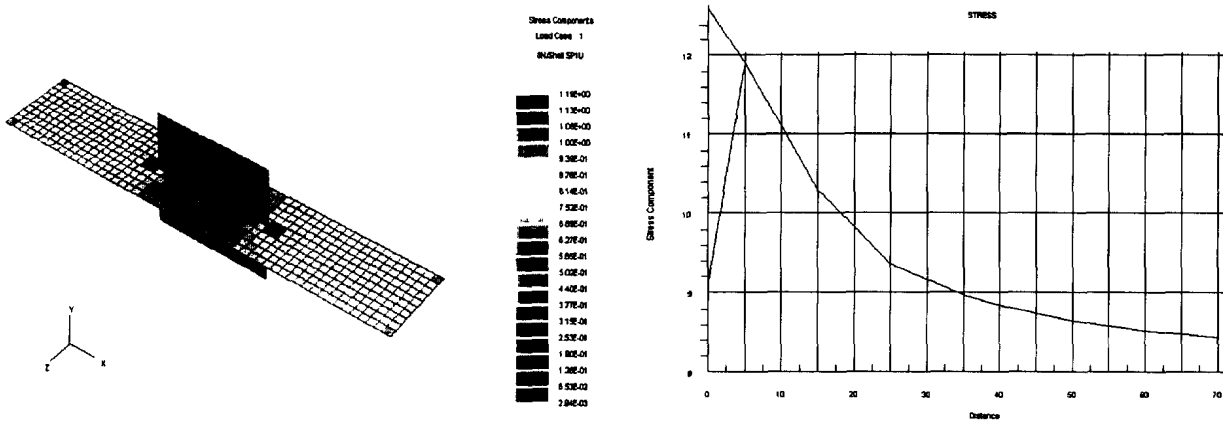 Stress Components
Load Case 1
1.19E+00
1.13E+00
1.06E+00
1.00E+00
9.39E-01
8.76E-01
8.14E-01
7.52E-01
6.89E-01
6.27E-01
5.65E-01
5.02E-01
4.40E-01
3.77E-01
3.15E-01
2.53E-01
1.90E-01
1.28E-01
6.53E-02
2.94E-03
Y
Z
X
STRESS
12
11
10
9
8
Stress Component
0
10
20
30
40
50
60
70
Distance